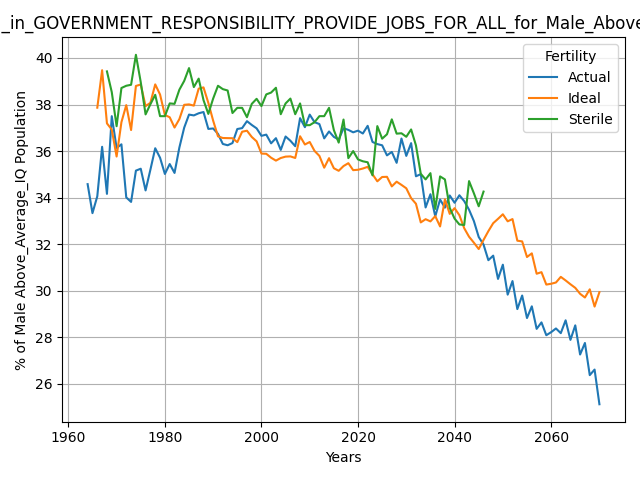 _in_GOVERNMENT_RESPONSIBILITY_PROVIDE_JOBS_FOR_ALL_for_Male_Above
Fertility
Actual
Ideal
Sterile
% of Male Above_Average_IQ Population
40
38
36
34
32
30
28
26
1960 1980 2000 2020 2040 2060
Years